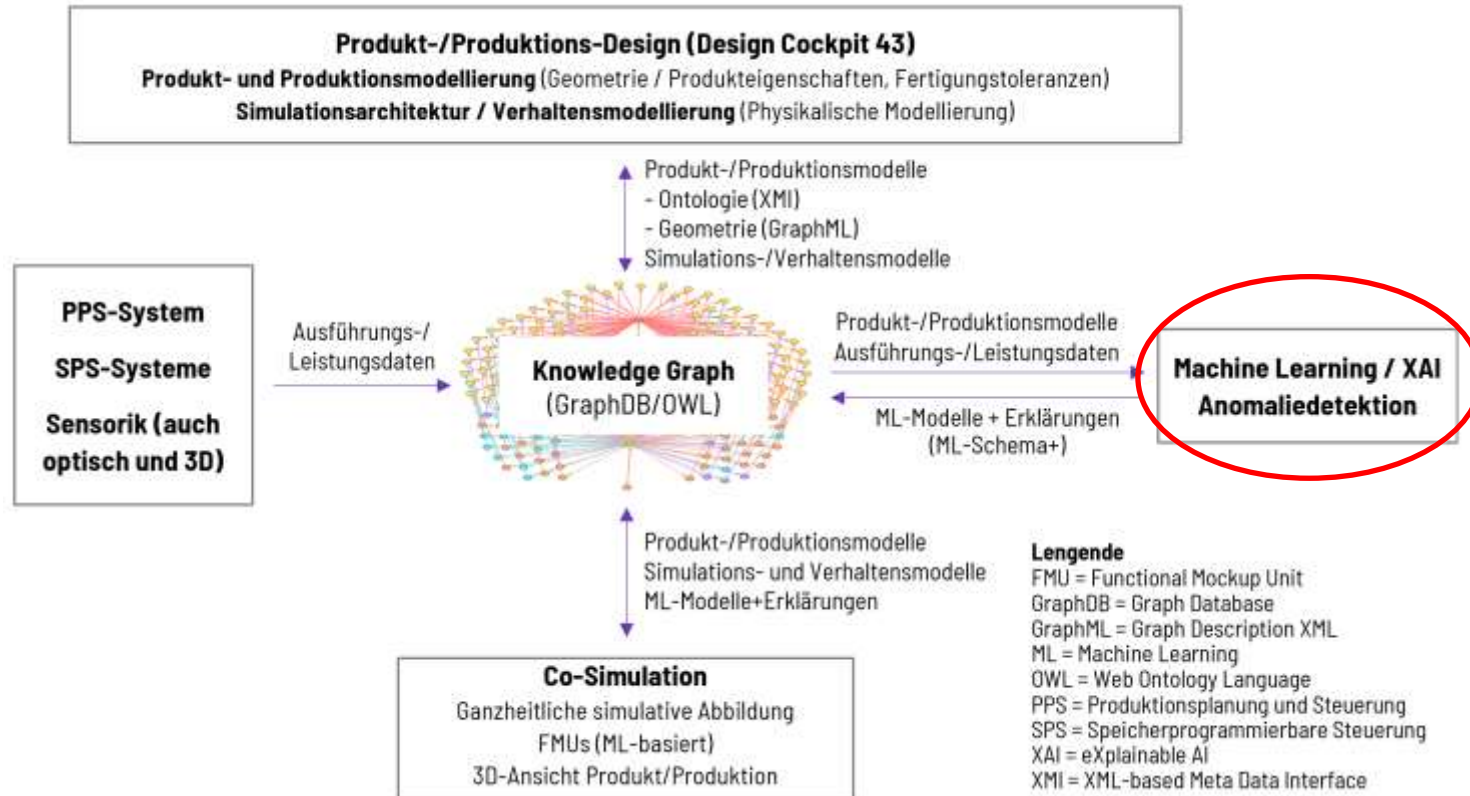 Produkt-/Produktions-Design (Design Cockpit 43)
Produkt- und Produktionsmodellierung (Geometrie / Produkteigenschaften, Fertigungstoleranzen)
Simulationsarchitektur / Verhaltensmodellierung (Physikalische Modellierung)
Produkt-/Produktionsmodelle
- Ontologie (XMI)
- Geometrie (GraphML)
Simulations-/Verhaltensmodelle
PPS-System
SPS-Systeme
Sensorik (auch
optisch und 3D)
Ausführungs-/
Leistungsdaten
Knowledge Graph
(GraphDB/OWL)
Produkt-/Produktionsmodelle
Ausführungs-/Leistungsdaten
ML-Modelle + Erklärungen
(ML-Schema+)
Machine Learning / XAI
Anomaliedetektion
Produkt-/Produktionsmodelle
Simulations- und Verhaltensmodelle
ML-Modelle+Erklärungen
Co-Simulation
Ganzheitliche simulative Abbildung
FMUs (ML-basiert)
3D-Ansicht Produkt/Produktion
Lengende
FMU = Functional Mockup Unit
GraphDB = Graph Database
GraphML = Graph Description XML
ML = Machine Learning
OWL = Web Ontology Language
PPS = Produktionsplanung und Steuerung
SPS = Speicherprogrammierbare Steuerung
XAI = eXplainable AI
XMI = XML-based Meta Data Interface